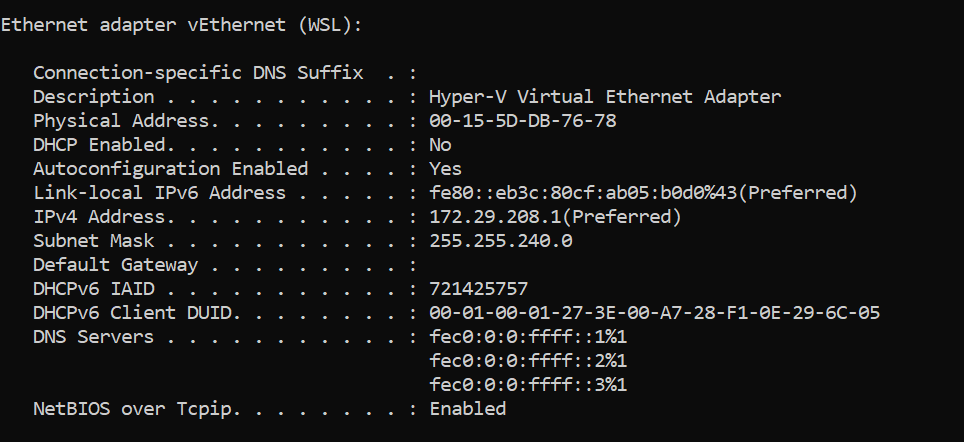 Ethernet adapter vEthernet (WSL):
Connection-specific DNS Suffix  . :
Description . . . . . . . . . . . : Hyper-V Virtual Ethernet Adapter
Physical Address. . . . . . . . . : 00-15-5D-DB-76-78
DHCP Enabled. . . . . . . . . . . : No
Autoconfiguration Enabled . . . . : Yes
Link-local IPv6 Address . . . . . : fe80::eb3c:80cf:ab05:b0d0%43(Preferred)
IPv4 Address. . . . . . . . . . . : 172.29.208.1(Preferred)
Subnet Mask . . . . . . . . . . . : 255.255.240.0
Default Gateway . . . . . . . . . :
DHCPv6 IAID . . . . . . . . . . . : 721425757
DHCPv6 Client DUID. . . . . . . . : 00-01-00-01-27-3E-00-A7-28-F1-0E-29-6C-05
DNS Servers . . . . . . . . . . . : fec0:0:0:ffff::1%1
fec0:0:0:ffff::2%1
fec0:0:0:ffff::3%1
NetBIOS over Tcpip. . . . . . . . : Enabled